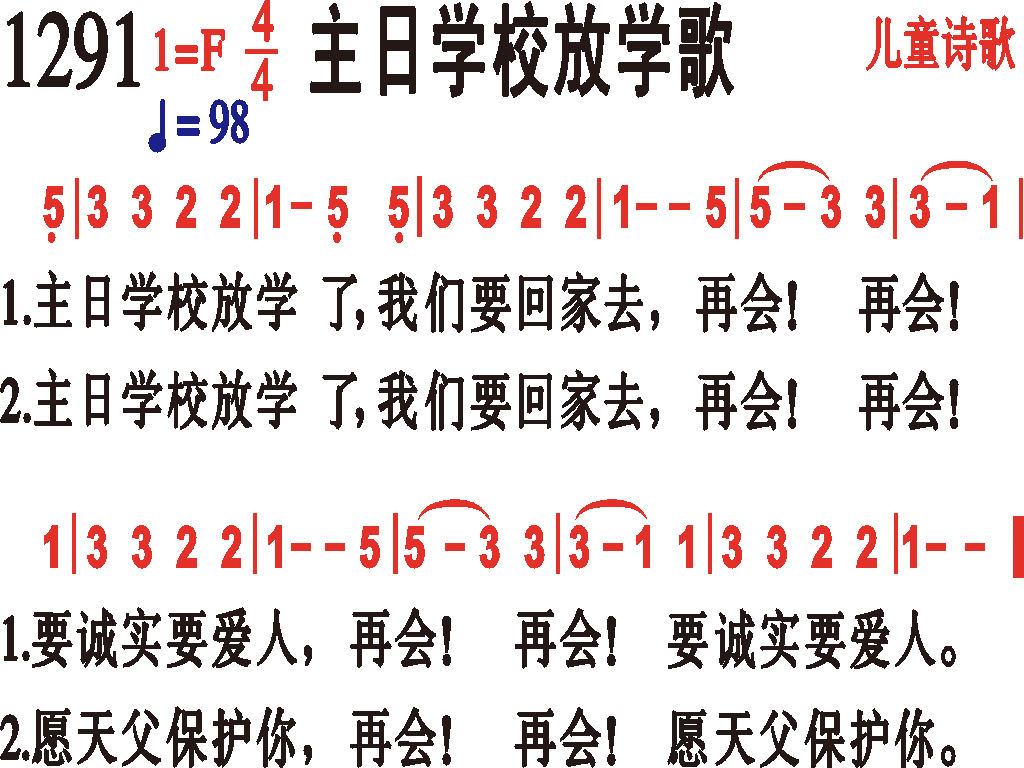 1291 1=F 4/4 主日学校放学歌 儿童诗歌
♩=98
5̣|3 3 2 2|1- 5̣ 5̣|3 3 2 2|1- - 5|5 - 3 3|3 - 1|
1.主日学校放学 了,我们要回家去，再会! 再会!
2.主日学校放学 了,我们要回家去，再会! 再会!
1|3 3 2 2|1- - 5|5 - 3 3|3 - 1 1|3 3 2 2|1- -
1.要诚实要爱人，再会! 再会! 要诚实要爱人。
2.愿天父保护你，再会! 再会! 愿天父保护你。